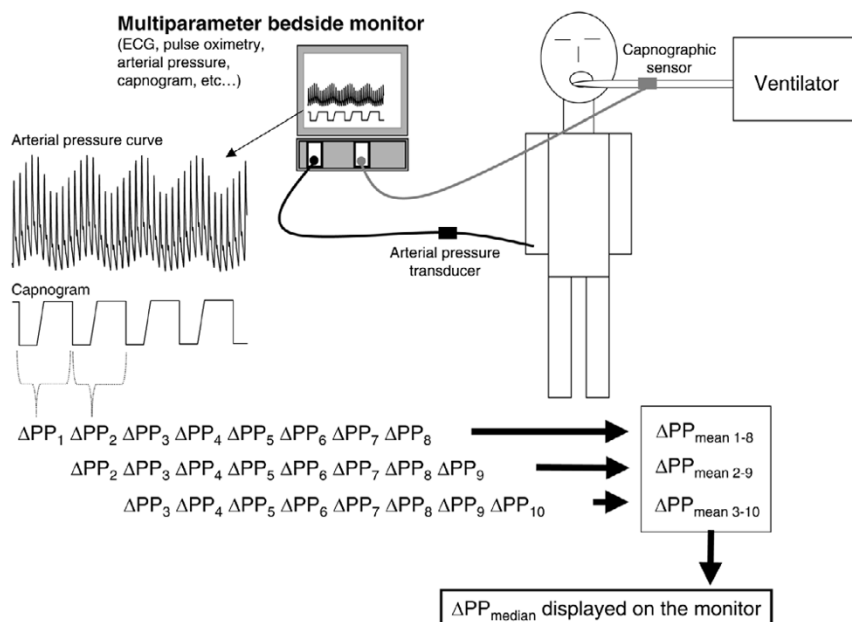 Multiparameter bedside monitor
(ECG, pulse oximetry,
arterial pressure,
capnogram, etc…)
Capnographic
sensor
Ventilator
Arterial pressure curve
Arterial pressure
transducer
Capnogram
ΔPP₁ ΔPP₂ ΔPP₃ ΔPP₄ ΔPP₅ ΔPP₆ ΔPP₇ ΔPP₈
ΔPPmean 1-8
ΔPP₂ ΔPP₃ ΔPP₄ ΔPP₅ ΔPP₆ ΔPP₇ ΔPP₈ ΔPP₉
ΔPPmean 2-9
ΔPP₃ ΔPP₄ ΔPP₅ ΔPP₆ ΔPP₇ ΔPP₈ ΔPP₉ ΔPP₁₀
ΔPPmean 3-10
ΔPPmedian displayed on the monitor